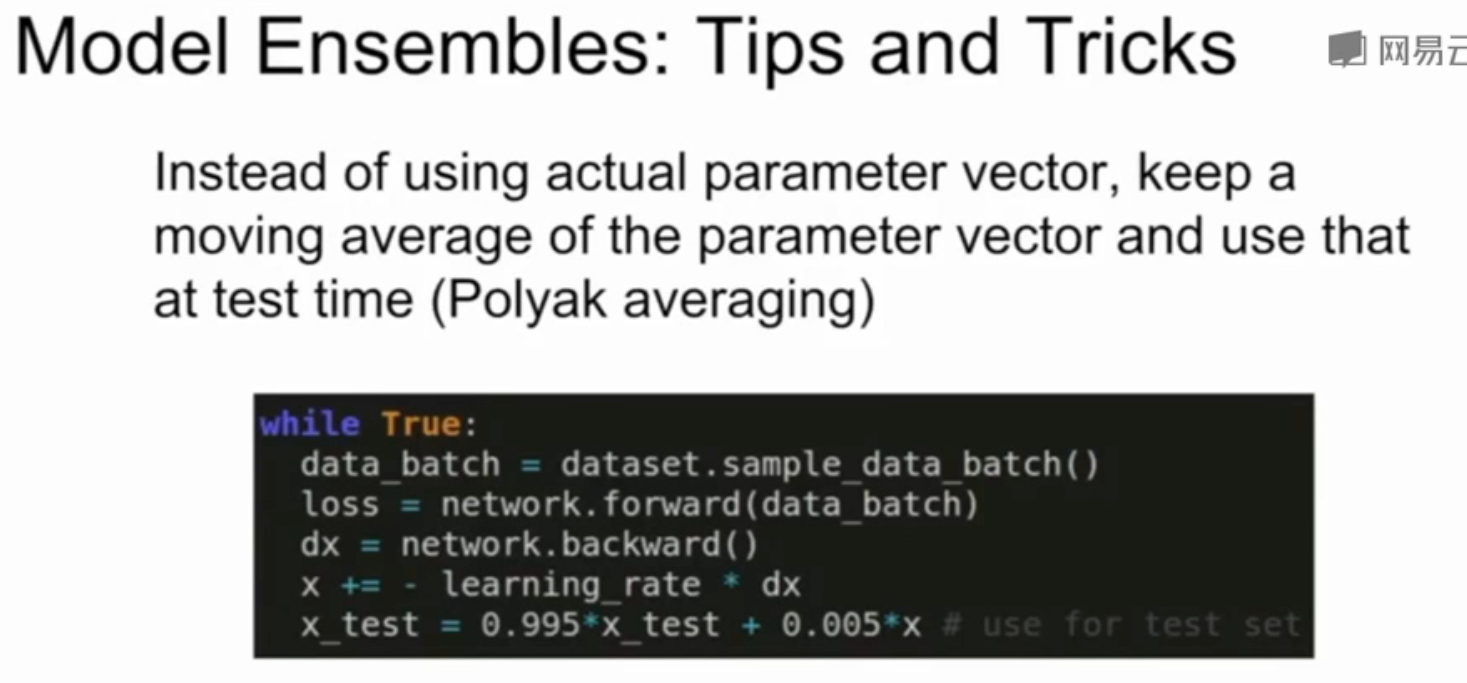 Model Ensembles: Tips and Tricks
网易云
Instead of using actual parameter vector, keep a
moving average of the parameter vector and use that
at test time (Polyak averaging)
while True:
data_batch = dataset.sample_data_batch()
loss = network.forward(data_batch)
dx = network.backward()
x += - learning_rate * dx
x_test = 0.995*x_test + 0.005*x # use for test set